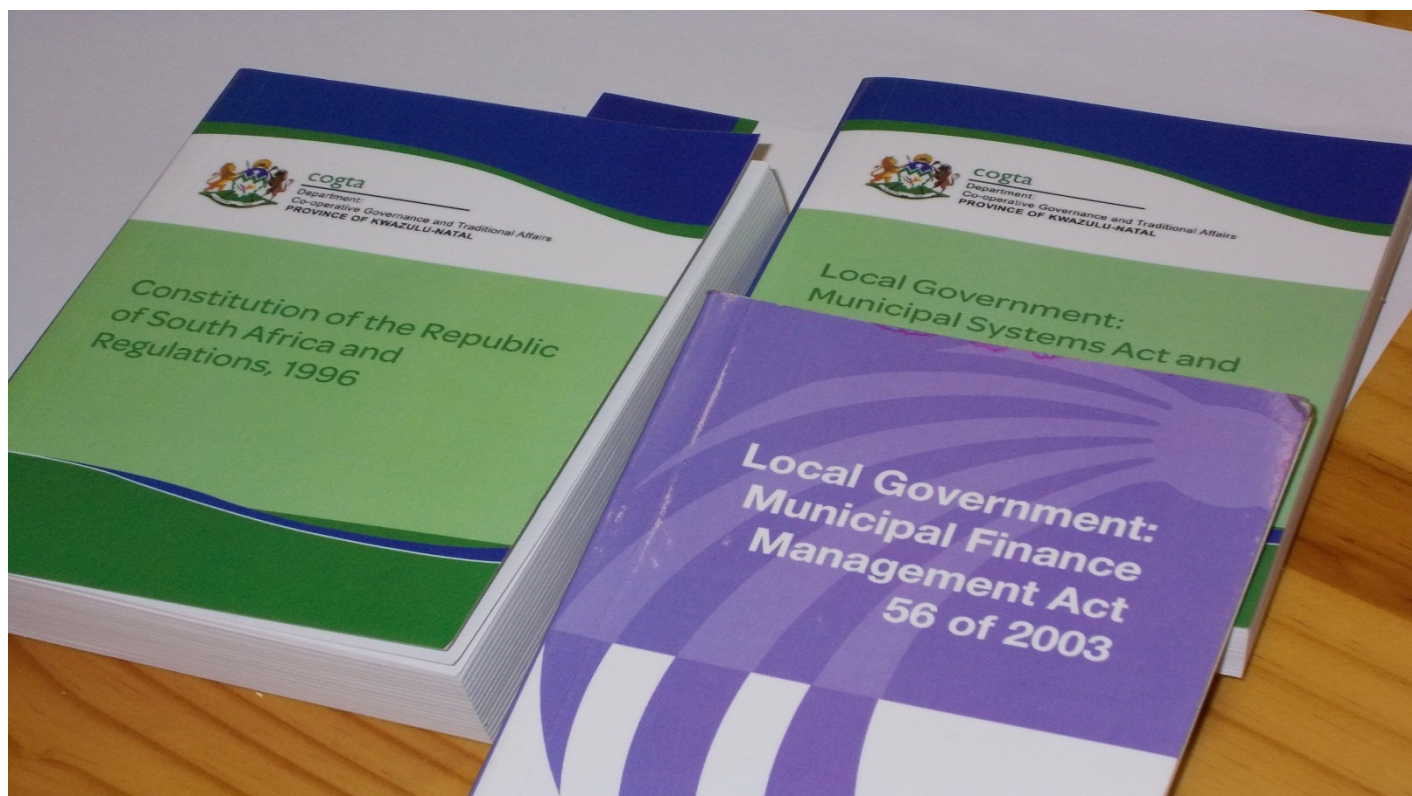 cogta
Department:
Co-operative Governance and Traditional Affairs
PROVINCE OF KWAZULU-NATAL
Constitution of the Republic
of South Africa and
Regulations, 1996
cogta
Department:
Co-operative Governance and Traditional Affairs
PROVINCE OF KWAZULU-NATAL
Local Government:
Municipal Systems Act and
Local Government:
Municipal Finance
Management Act
56 of 2003